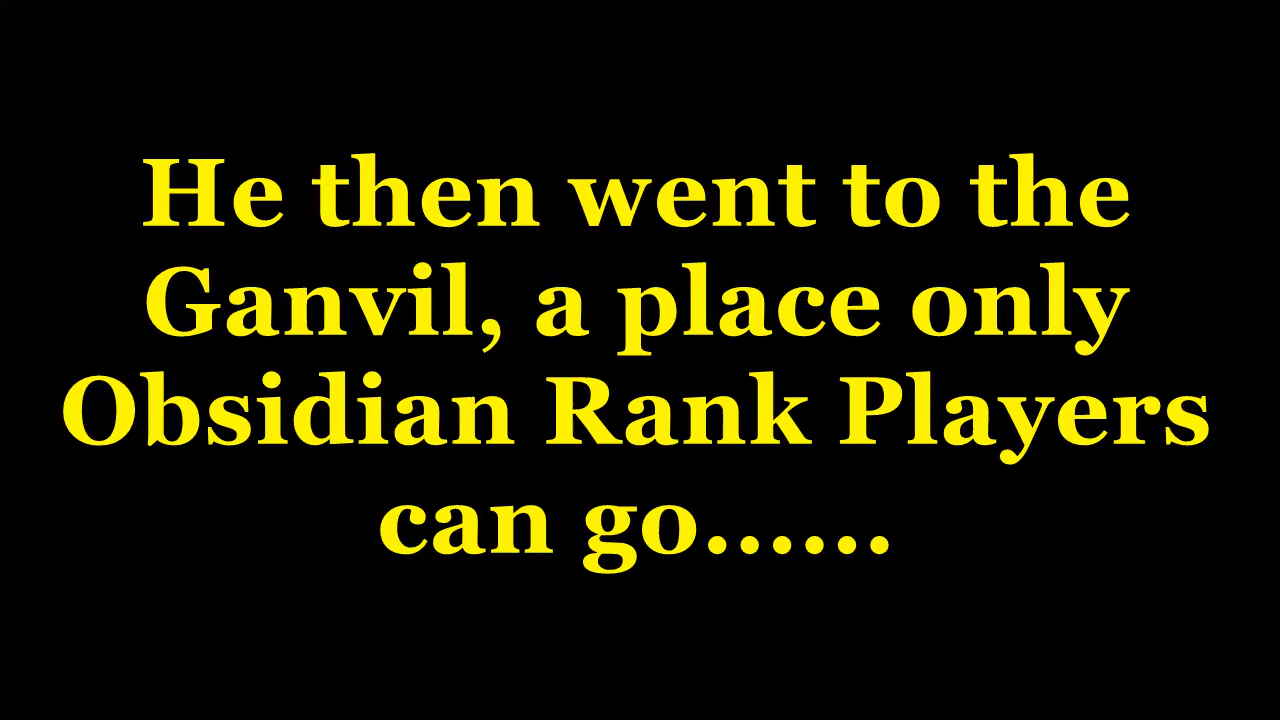 He then went to the
Ganvil, a place only
Obsidian Rank Players
can go......